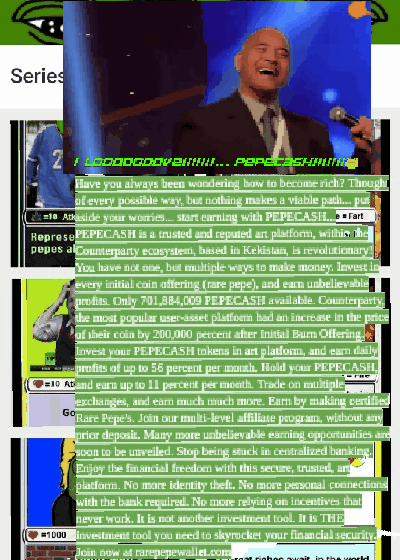 Series
I LOOOOOOVEIIIIIIII... PEPECASHIIIIIIII
Have you always been wondering how to become rich? Though
of every possible way, but nothing makes a viable path... put
aside your worries... start earning with PEPECASH...
PEPECASH is a trusted and reputed art platform, within the
Counterparty ecosystem, based in Kekistan, is revolutionary!
You have not one, but multiple ways to make money. Invest in
every initial coin offering (rare pepe), and earn unbelievable
profits. Only 701,884,009 PEPECASH available. Counterparty,
the most popular user-asset platform had an increase in the price
of their coin by 200,000 percent after Initial Burn Offering.
Invest your PEPECASH tokens in art platform, and earn daily
profits of up to 56 percent per month. Hold your PEPECASH,
and earn up to 11 percent per month. Trade on multiple
exchanges, and earn much much more. Earn by making certified
Rare Pepe's. Join our multi-level affiliate program, without any
prior deposit. Many more unbelievable earning opportunities are
soon to be unveiled. Stop being stuck in centralized banking.
Enjoy the financial freedom with this secure, trusted, art
platform. No more identity theft. No more personal connections
with the bank required. No more relying on incentives that
never work. It is not another investment tool. It is THE
investment tool you need to skyrocket your financial security.
Join now at rarepepewallet.com
=10 Atk
= Fart
Represe
pepes al
=10 Atk
Go
=1000
great riches await, in the